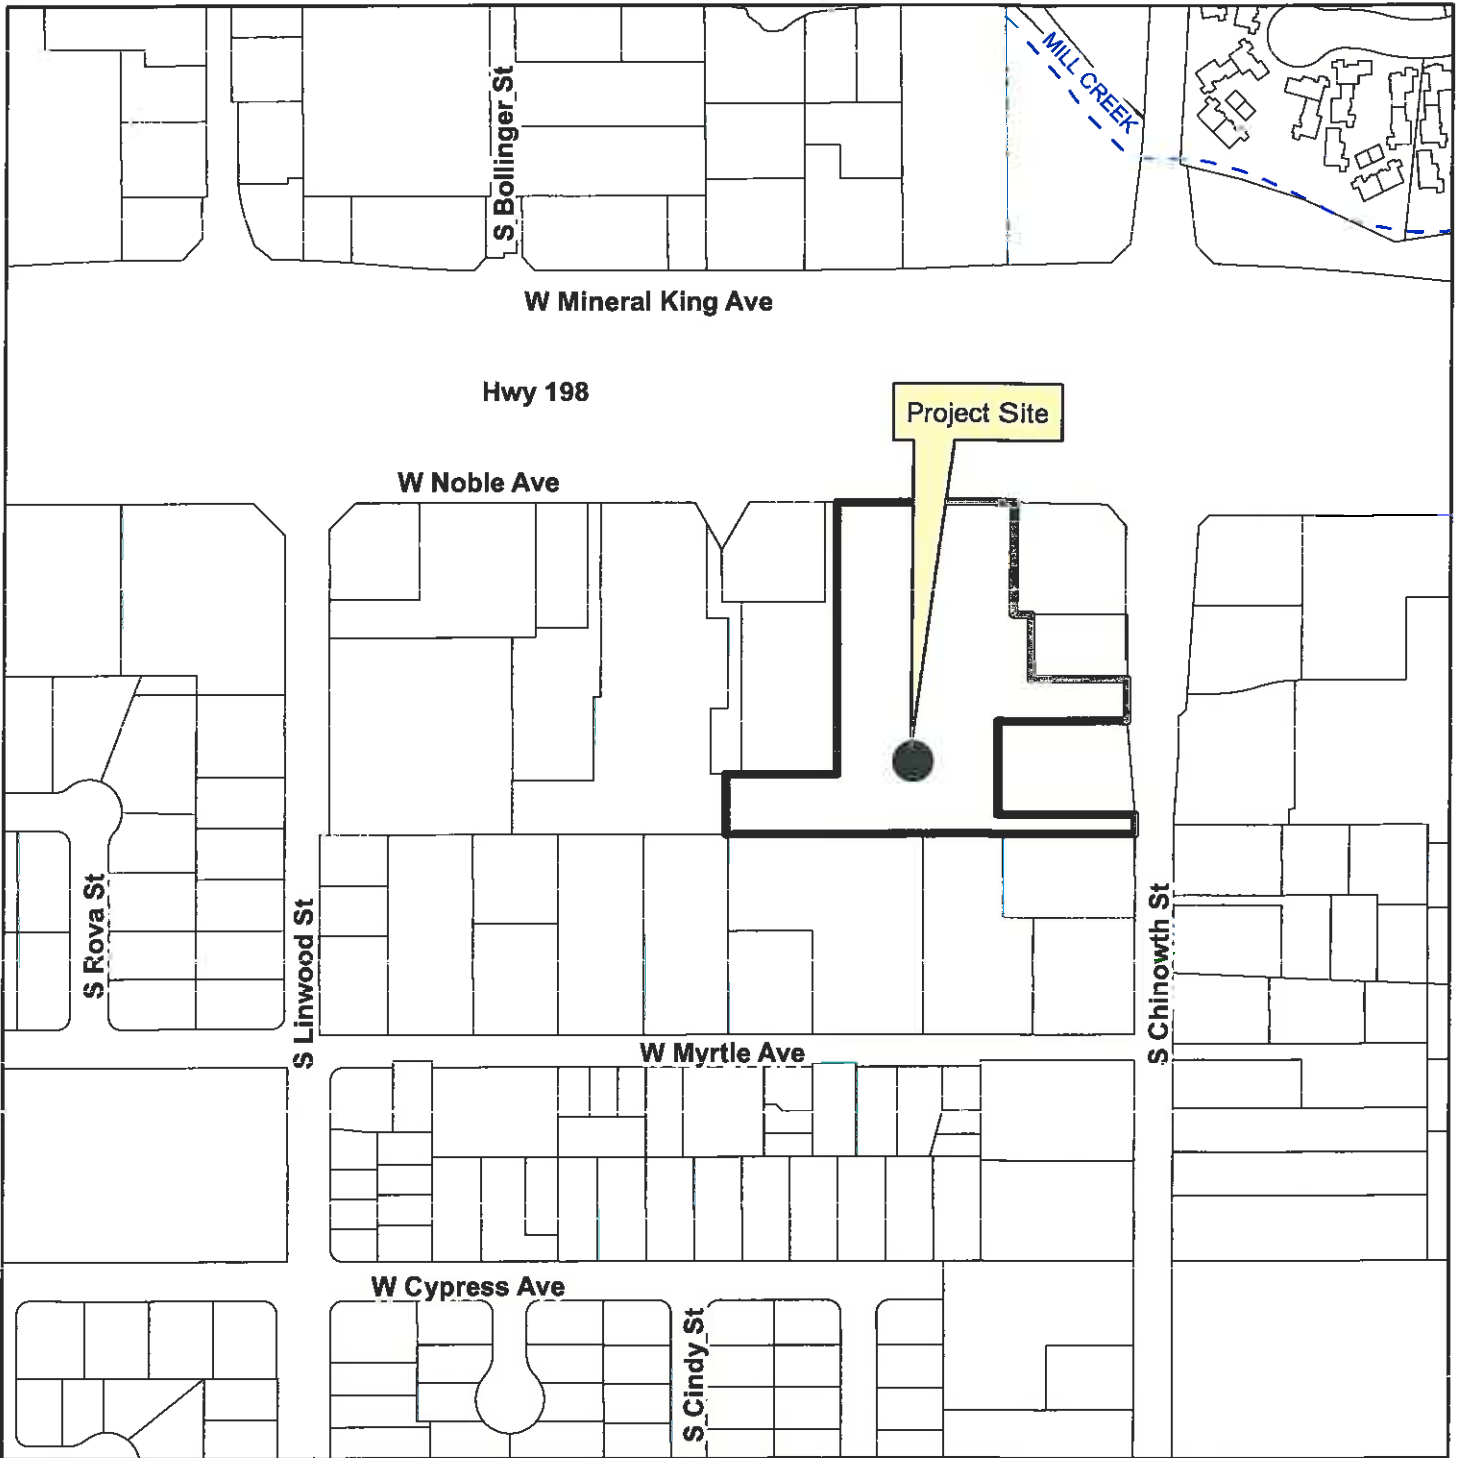 MILL CREEK
S Bollinger St
W Mineral King Ave
Hwy 198
Project Site
W Noble Ave
S Rova St
S Linwood St
S Chinowth St
W Myrtle Ave
W Cypress Ave
S Cindy St